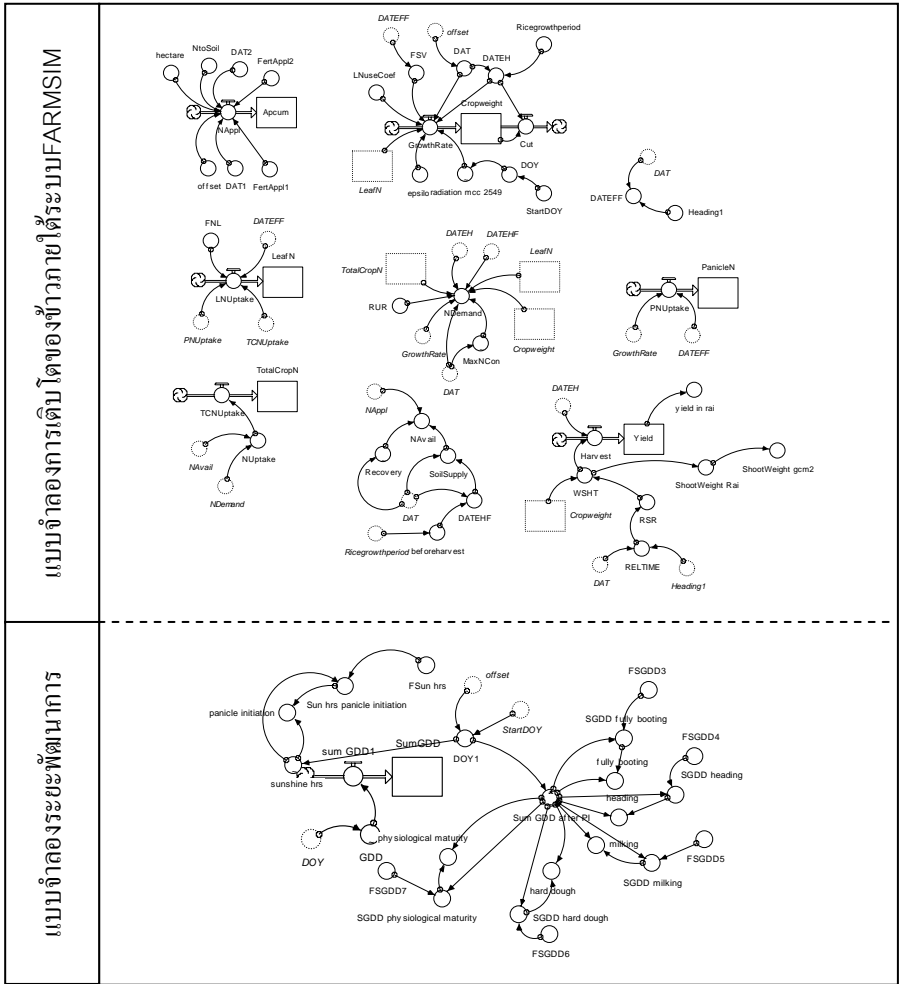 แบบจำลองการเติบโตของข้าวภายใต้ระบบFARMSIM
hectare
NtoSoil
DAT2
FertAppl2
Apcum
NAppl
offset
DAT1
FertAppl1
DATEFF
offset
Ricegrowthperiod
FSV
DAT
DATEH
LNuseCoef
Cropweight
GrowthRate
Cut
LeafN
epsilo
radiation mcc 2549
DOY
StartDOY
DAT
DATEFF
Heading1
FNL
DATEFF
LeafN
LNUptake
PNUptake
TCNUptake
DATEH
DATEHF
TotalCropN
LeafN
RUR
NDemand
GrowthRate
MaxNCon
Cropweight
DAT
PanicleN
PNUptake
GrowthRate
DATEFF
TotalCropN
TCNUptake
NUptake
NAvail
NDemand
NAppl
NAvail
Recovery
SoilSupply
DAT
DATEHF
Ricegrowthperiod
beforeharvest
DATEH
yield in rai
Yield
Harvest
WSHT
ShootWeight Rai
ShootWeight gcm2
Cropweight
RSR
RELTIME
DAT
Heading1
แบบจำลองระยะพัฒนาการ
FSun hrs
Sun hrs panicle initiation
panicle initiation
offset
StartDOY
DOY1
sum GDD1
SumGDD
sunshine hrs
physiological maturity
DOY
GDD
FSGDD7
SGDD physiological maturity
Sum GDD after PI
FSGDD3
SGDD fully booting
fully booting
FSGDD4
SGDD heading
heading
milking
FSGDD5
SGDD milking
hard dough
SGDD hard dough
FSGDD6